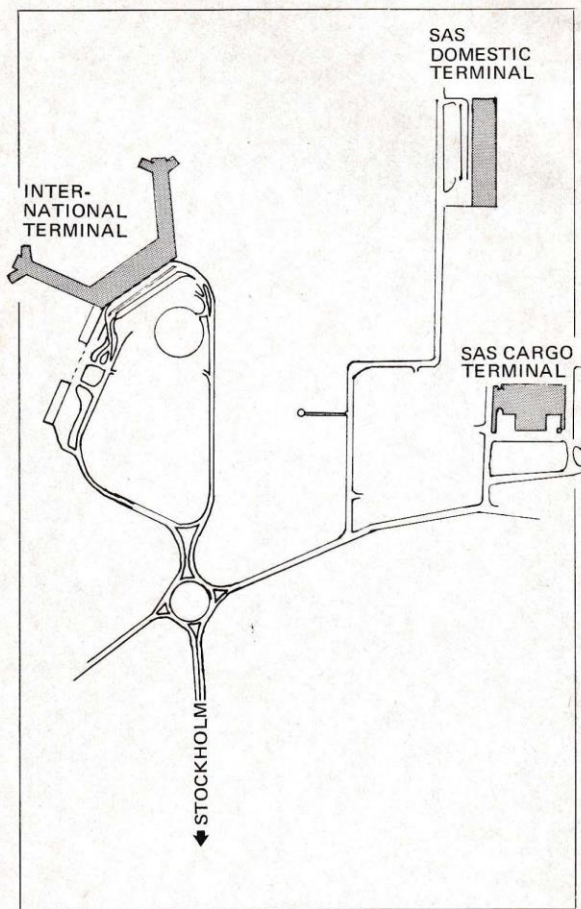 SAS
DOMESTIC
TERMINAL
INTER-
NATIONAL
TERMINAL
SAS CARGO
TERMINAL
STOCKHOLM